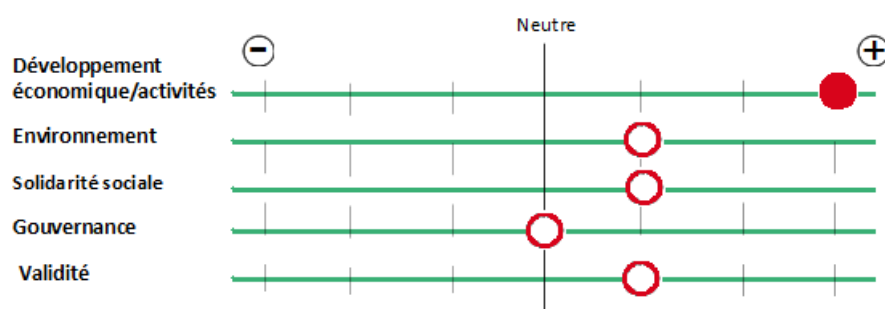 Neutre
− +
Développement
économique/activités
Environnement
Solidarité sociale
Gouvernance
Validité